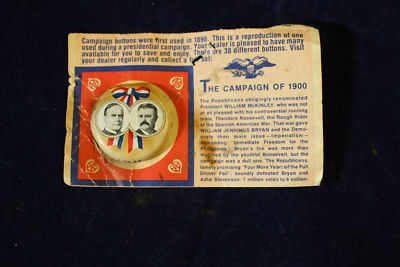 Campaign buttons were first used in 1896. This is a reproduction of one
used during a presidential campaign. Your dealer is pleased to have many
available for you to save and enjoy. There are 38 different buttons. Visit
your dealer regularly and collect a full set!
THE CAMPAIGN OF 1900
The Republicans obligingly renominated
President WILLIAM McKINLEY, who was not
at all pleased with his controversial running
mate, Theodore Roosevelt, the Rough Rider
of the Spanish-American War. That war gave
WILLIAM JENNINGS BRYAN and the Demo-
crats their main issue — Imperialism —
demanding "Immediate Freedom for the
Philippines." Bryan's fire was more than
matched by the youthful Roosevelt, but the
campaign was a dull one. The Republicans,
lamely promising "Four More Years of the Full
Dinner Pail", soundly defeated Bryan and
Adlai Stevenson: 7 million votes to 6 million.